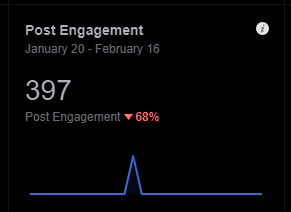 Post Engagement
January 20 - February 16
397
Post Engagement 68%